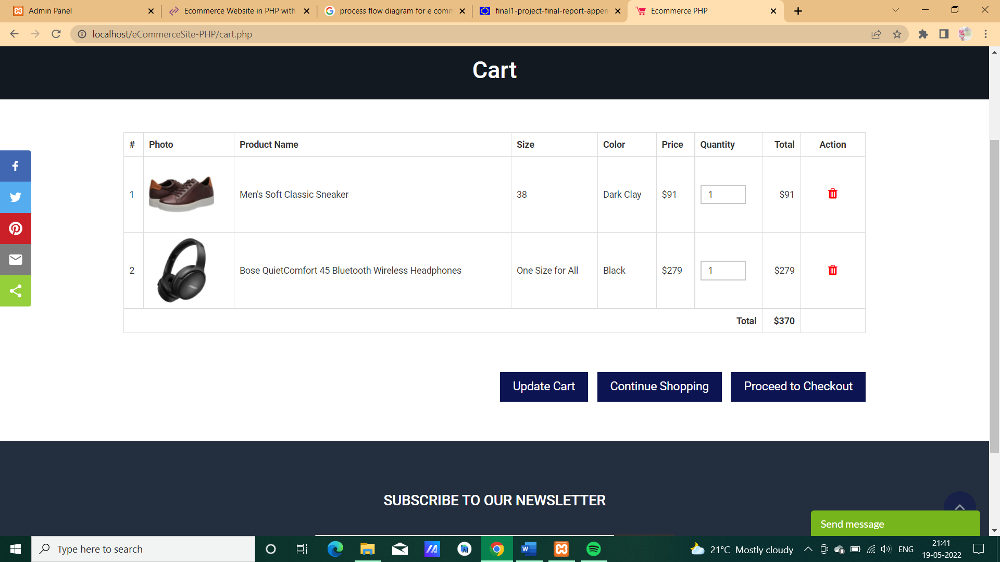 Admin Panel
Ecommerce Website in PHP with
process flow diagram for e comm
final1-project-final-report-appen
Ecommerce PHP
localhost/eCommerceSite-PHP/cart.php
Cart
# Photo Product Name Size Color Price Quantity Total Action
1 Men's Soft Classic Sneaker 38 Dark Clay $91 1 $91
2 Bose QuietComfort 45 Bluetooth Wireless Headphones One Size for All Black $279 1 $279
Total $370
Update Cart Continue Shopping Proceed to Checkout
SUBSCRIBE TO OUR NEWSLETTER
Send message
Type here to search
21°C Mostly cloudy
ENG
21:41
19-05-2022